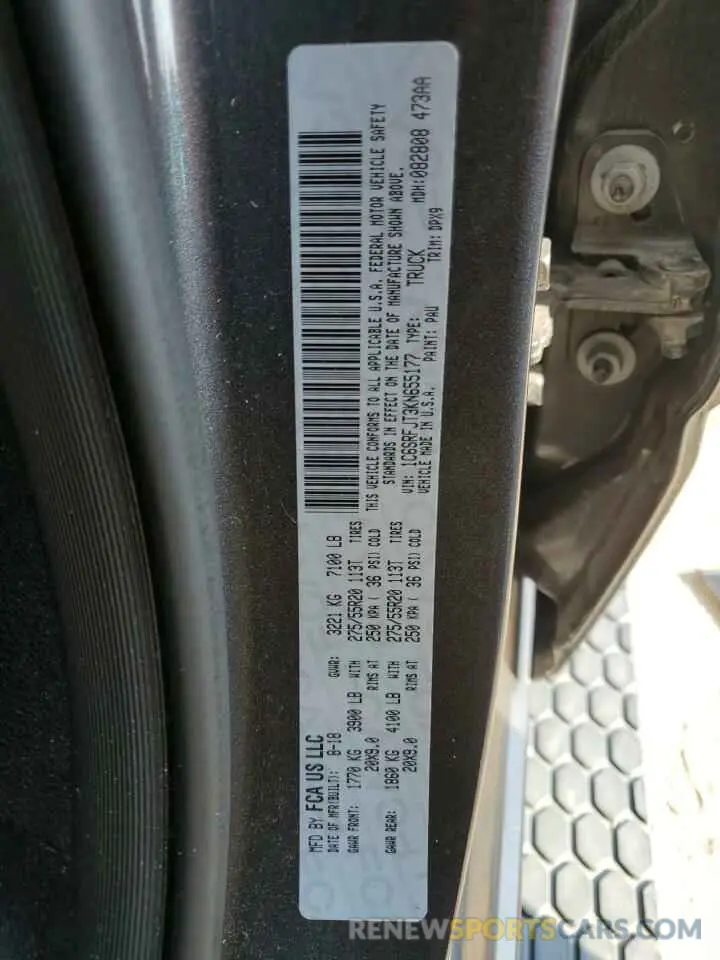 MFD BY FCA US LLC
DATE OF MFR(BUILT): 8-18 GVWR: 3221 KG 7100 LB
GAWR FRONT: 1770 KG 3900 LB WITH 275/55R20 113T TIRES
20X9.0 RIMS AT 250 KPA ( 36 PSI) COLD
GAWR REAR: 1860 KG 4100 LB WITH 275/55R20 113T TIRES
20X9.0 RIMS AT 250 KPA ( 36 PSI) COLD
THIS VEHICLE CONFORMS TO ALL APPLICABLE U.S.A. FEDERAL MOTOR VEHICLE SAFETY
STANDARDS IN EFFECT ON THE DATE OF MANUFACTURE SHOWN ABOVE.
VIN: 1C6SRFJT3KN655177 TYPE: TRUCK MDH:082808 473AA
VEHICLE MADE IN U.S.A. PAINT: PAU TRIM: DPX9
RENEWSPORTSCARS.COM